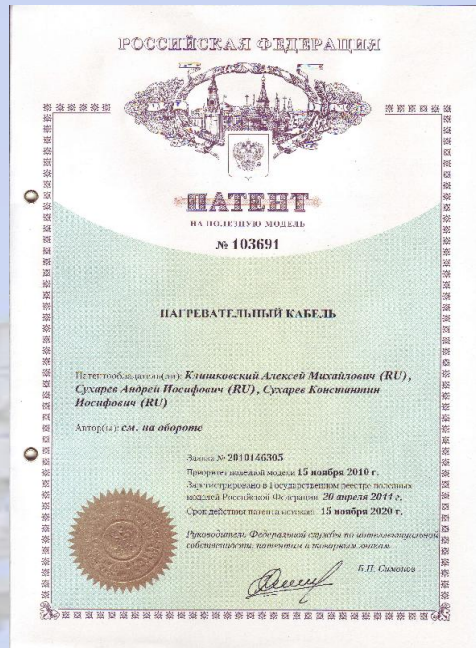 РОССИЙСКАЯ ФЕДЕРАЦИЯ
ПАТЕНТ
НА ПОЛЕЗНУЮ МОДЕЛЬ
№ 103691
НАГРЕВАТЕЛЬНЫЙ КАБЕЛЬ
Патентообладатель(ли): Клишковский Алексей Михайлович (RU),
Сухарев Андрей Иосифович (RU), Сухарев Константин
Иосифович (RU)
Автор(ы): см. на обороте
Заявка № 2010146305
Приоритет полезной модели 15 ноября 2010 г.
Зарегистрировано в Государственном реестре полезных
моделей Российской Федерации 20 апреля 2011 г.
Срок действия патента истекает 15 ноября 2020 г.
Руководитель Федеральной службы по интеллектуальной
собственности, патентам и товарным знакам
Б.П. Симонов